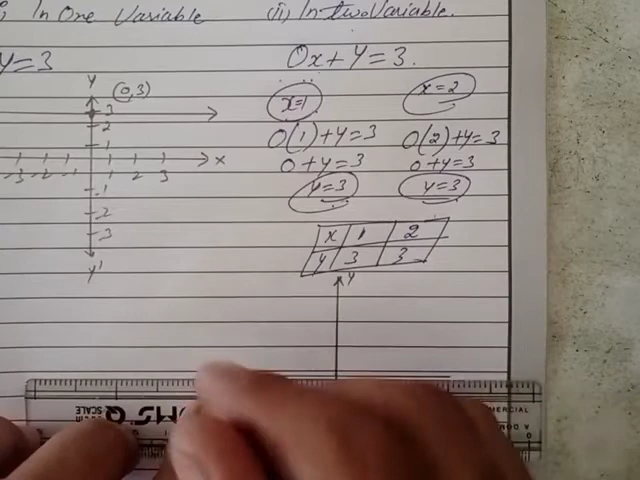 In One Variable
(ii) In two Variable.
y=3
0x+y=3.
Y
(0,3)
3
2
1
-3 -2 -1 1 2 3 X
-1
-2
-3
Y'
x=1
0(1)+y=3
0+y=3
y=3
x=2
0(2)+y=3
0+y=3
y=3
x 1 2
y 3 3
Y
SCALE